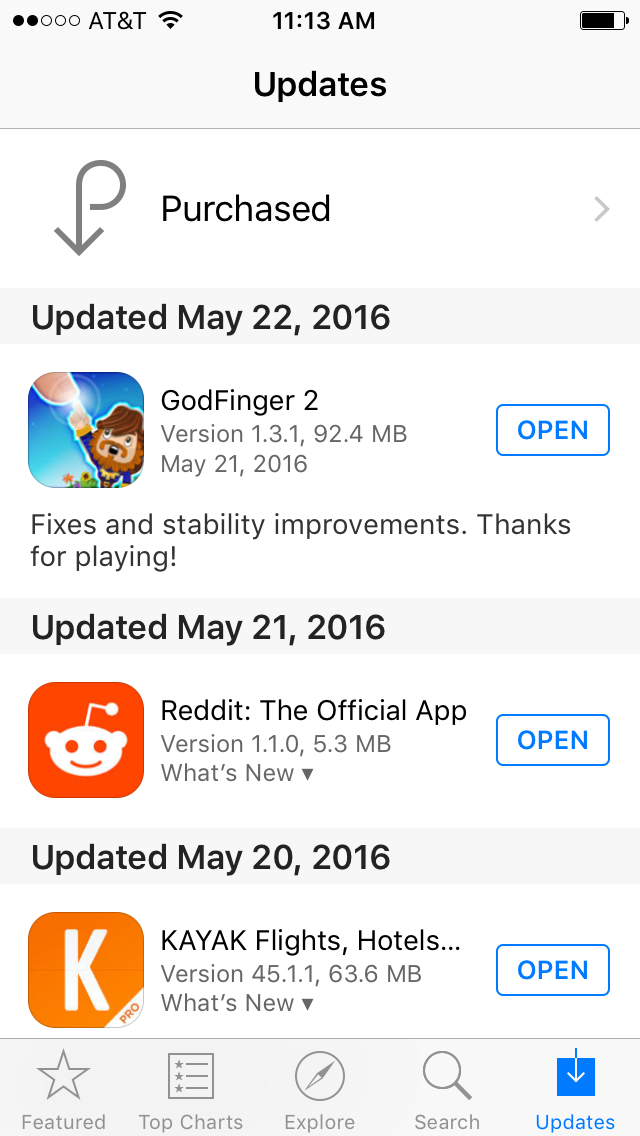 AT&T 11:13 AM
Updates
Purchased
Updated May 22, 2016
GodFinger 2
Version 1.3.1, 92.4 MB
OPEN
May 21, 2016
Fixes and stability improvements. Thanks
for playing!
Updated May 21, 2016
Reddit: The Official App
Version 1.1.0, 5.3 MB
OPEN
What's New ▾
Updated May 20, 2016
K
PRO
KAYAK Flights, Hotels...
Version 45.1.1, 63.6 MB
OPEN
What's New ▾
Featured Top Charts Explore Search Updates